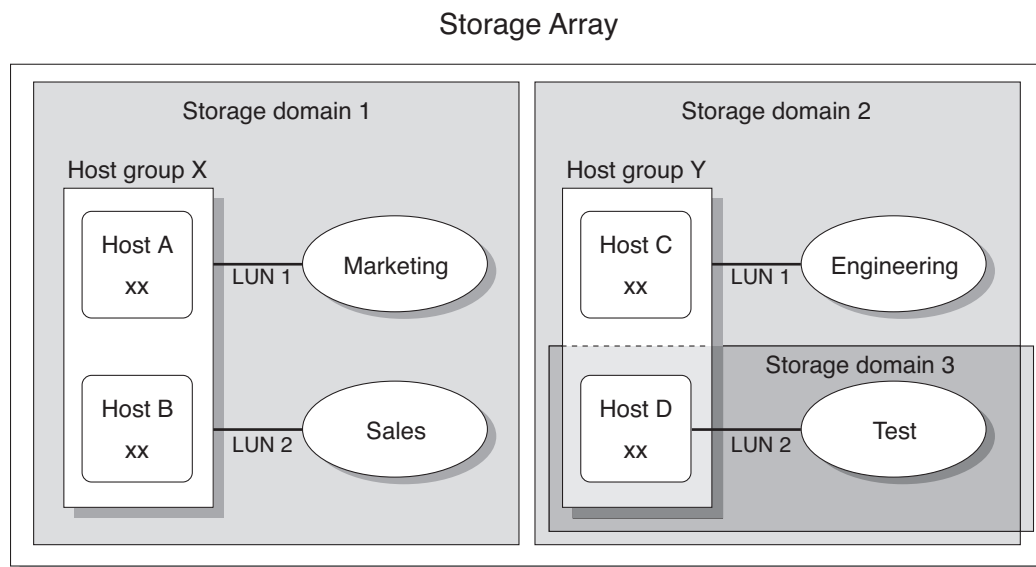 Storage Array
Storage domain 1
Host group X
Host A
xx
LUN 1
Marketing
Host B
xx
LUN 2
Sales
Storage domain 2
Host group Y
Host C
xx
LUN 1
Engineering
Storage domain 3
Host D
xx
LUN 2
Test